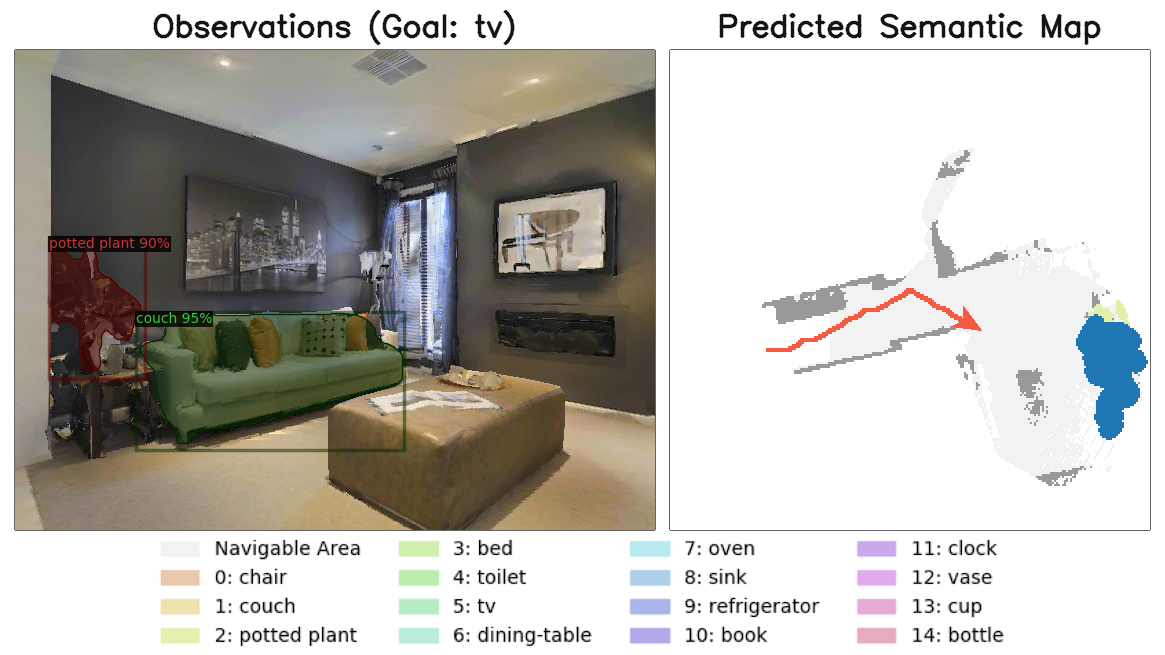 Observations (Goal: tv)
Predicted Semantic Map
potted plant 90%
couch 95%
Navigable Area
0: chair
1: couch
2: potted plant
3: bed
4: toilet
5: tv
6: dining-table
7: oven
8: sink
9: refrigerator
10: book
11: clock
12: vase
13: cup
14: bottle